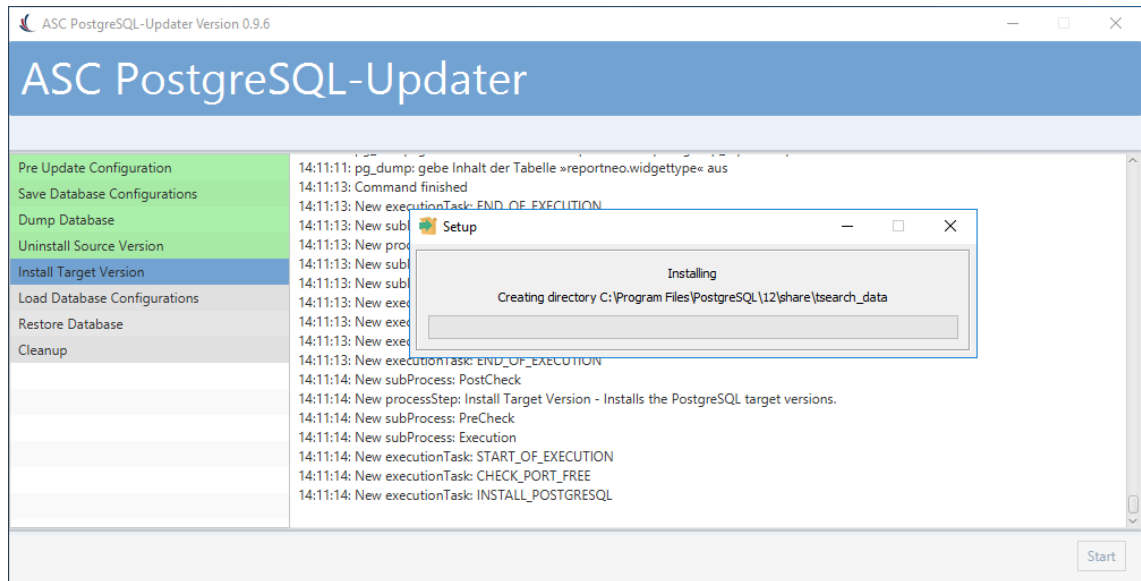 ASC PostgreSQL-Updater Version 0.9.6
ASC PostgreSQL-Updater
Pre Update Configuration
Save Database Configurations
Dump Database
Uninstall Source Version
Install Target Version
Load Database Configurations
Restore Database
Cleanup
14:11:11: pg_dump: gebe Inhalt der Tabelle »reportneo.widgettype« aus
14:11:13: Command finished
14:11:13: New executionTask: END_OF_EXECUTION
14:11:13: New subl
14:11:13: New proc
14:11:13: New subl
14:11:13: New subl
14:11:13: New exec
14:11:13: New exec
14:11:13: New exec
14:11:13: New executionTask: END_OF_EXECUTION
14:11:14: New subProcess: PostCheck
14:11:14: New processStep: Install Target Version - Installs the PostgreSQL target versions.
14:11:14: New subProcess: PreCheck
14:11:14: New subProcess: Execution
14:11:14: New executionTask: START_OF_EXECUTION
14:11:14: New executionTask: CHECK_PORT_FREE
14:11:14: New executionTask: INSTALL_POSTGRESQL
Setup
Installing
Creating directory C:\Program Files\PostgreSQL\12\share\tsearch_data
Start